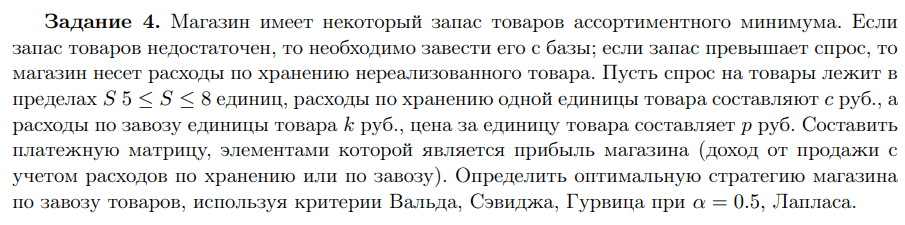 Задание 4. Магазин имеет некоторый запас товаров ассортиментного минимума. Если
запас товаров недостаточен, то необходимо завести его с базы; если запас превышает спрос, то
магазин несет расходы по хранению нереализованного товара. Пусть спрос на товары лежит в
пределах S 5 ≤ S ≤ 8 единиц, расходы по хранению одной единицы товара составляют c руб., а
расходы по завозу единицы товара k руб., цена за единицу товара составляет p руб. Составить
платежную матрицу, элементами которой является прибыль магазина (доход от продажи с
учетом расходов по хранению или по завозу). Определить оптимальную стратегию магазина
по завозу товаров, используя критерии Вальда, Сэвиджа, Гурвица при α = 0.5, Лапласа.